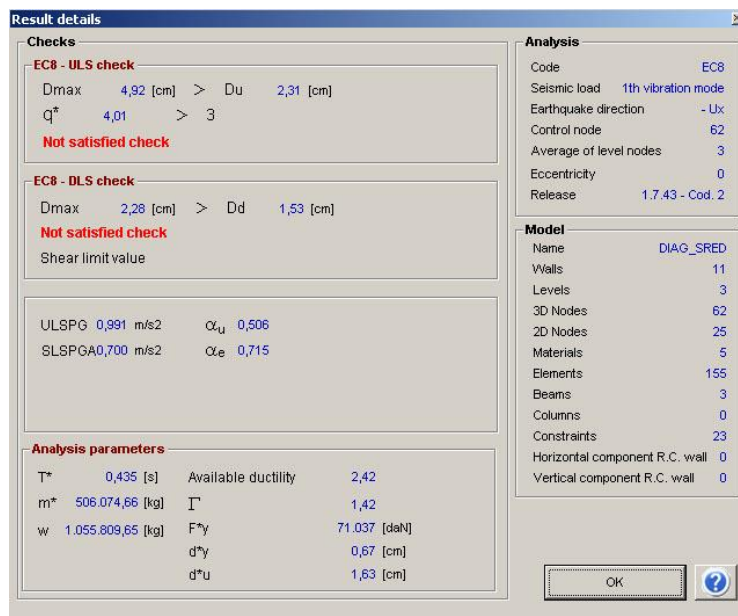 Result details
Checks
EC8 - ULS check
Dmax 4,92 [cm] > Du 2,31 [cm]
q* 4,01 > 3
Not satisfied check
EC8 - DLS check
Dmax 2,28 [cm] > Dd 1,53 [cm]
Not satisfied check
Shear limit value
ULSPG 0,991 m/s2 αu 0,506
SLSPGA0,700 m/s2 αe 0,715
Analysis parameters
T* 0,435 [s] Available ductility 2,42
m* 506.074,66 [kg] Γ 1,42
w 1.055.809,65 [kg] F*y 71.037 [daN]
d*y 0,67 [cm]
d*u 1,63 [cm]
Analysis
Code EC8
Seismic load 1th vibration mode
Earthquake direction - Ux
Control node 62
Average of level nodes 3
Eccentricity 0
Release 1.7.43 - Cod. 2
Model
Name DIAG_SRED
Walls 11
Levels 3
3D Nodes 62
2D Nodes 25
Materials 5
Elements 155
Beams 3
Columns 0
Constraints 23
Horizontal component R.C. wall 0
Vertical component R.C. wall 0
OK
?